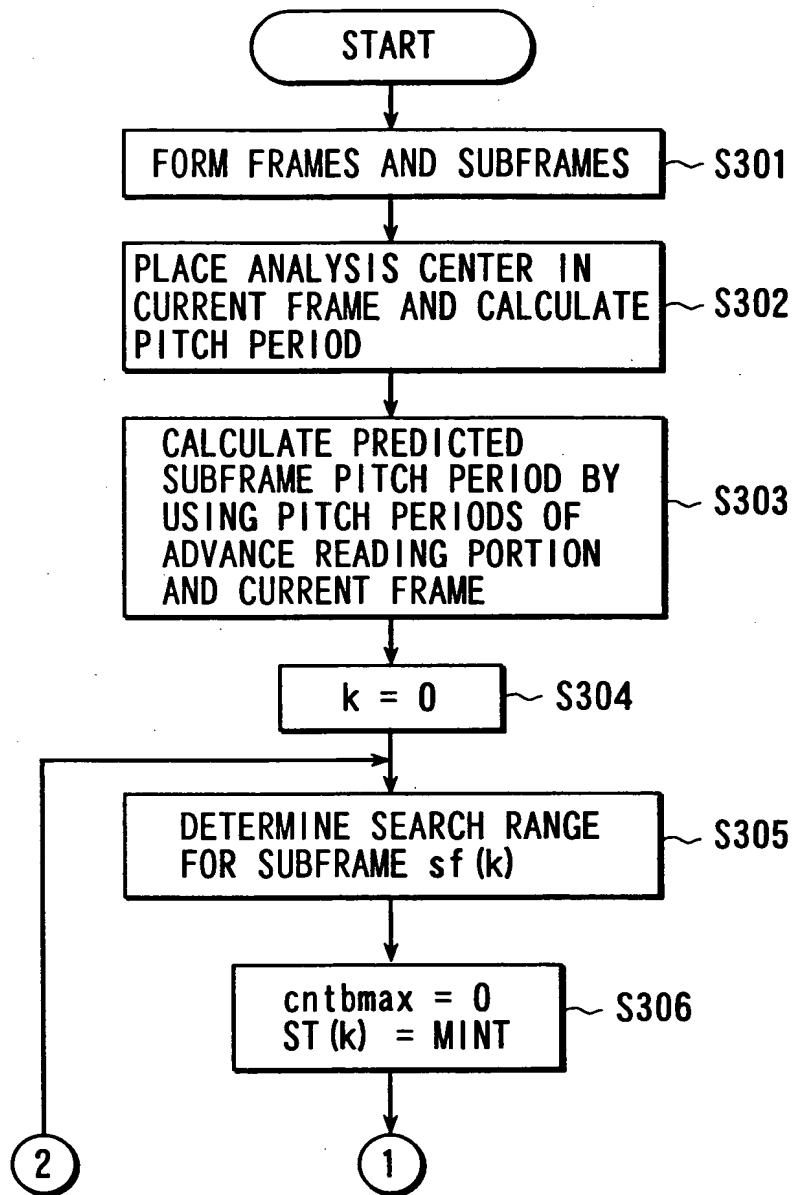 START
FORM FRAMES AND SUBFRAMES
S301
PLACE ANALYSIS CENTER IN
CURRENT FRAME AND CALCULATE
PITCH PERIOD
S302
CALCULATE PREDICTED
SUBFRAME PITCH PERIOD BY
USING PITCH PERIODS OF
ADVANCE READING PORTION
AND CURRENT FRAME
S303
k = 0
S304
DETERMINE SEARCH RANGE
FOR SUBFRAME sf(k)
S305
cntbmax = 0
ST(k) = MINT
S306
2
1